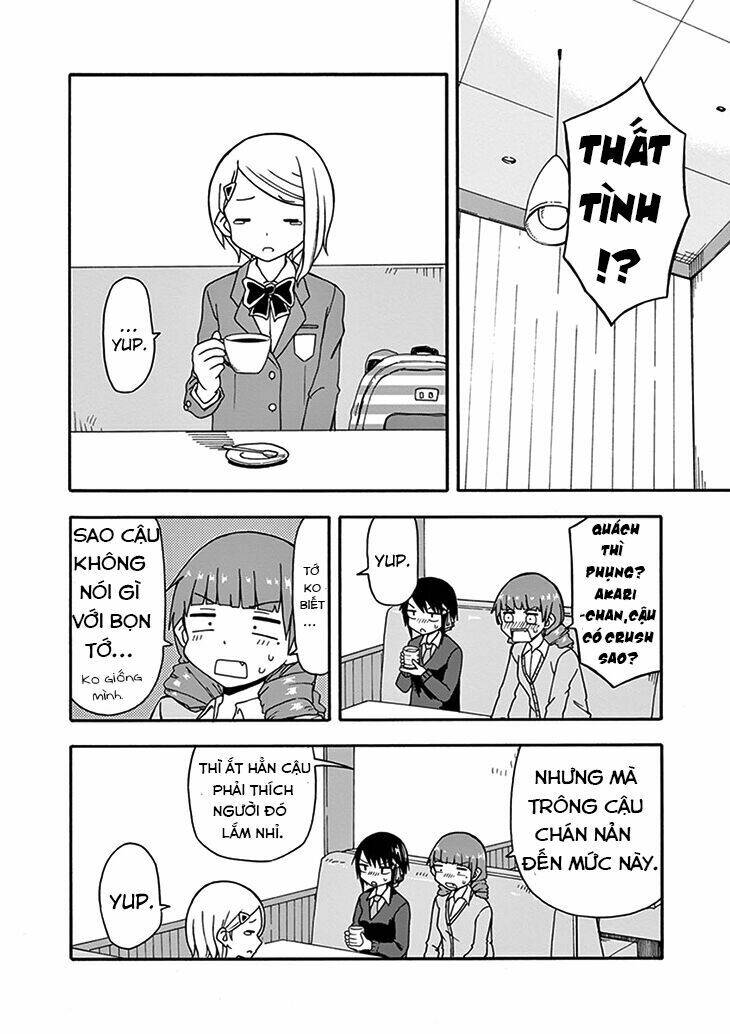 THẤT
TÌNH
!?
...
YUP.
QUÁCH
THÌ
PHỤNG?
AKARI
-CHAN,CẬU
CÓ CRUSH
SAO?
YUP.
TỚ
KO
BIẾT
...
SAO CẬU
KHÔNG
NÓI GÌ
VỚI BỌN
TỚ...
KO GIỐNG
MÌNH.
NHƯNG MÀ
TRÔNG CẬU
CHÁN NẢN
ĐẾN MỨC NÀY.
THÌ ẮT HẲN CẬU
PHẢI THÍCH
NGƯỜI ĐÓ
LẮM NHỈ.
YUP.